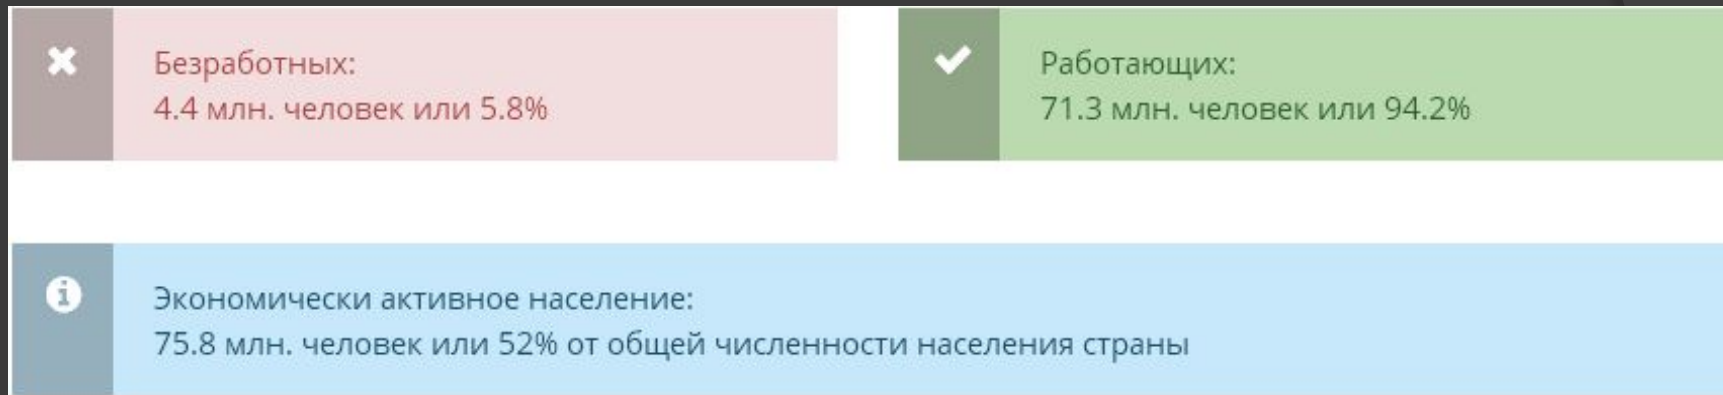 Безработных:
4.4 млн. человек или 5.8%
Работающих:
71.3 млн. человек или 94.2%
Экономически активное население:
75.8 млн. человек или 52% от общей численности населения страны